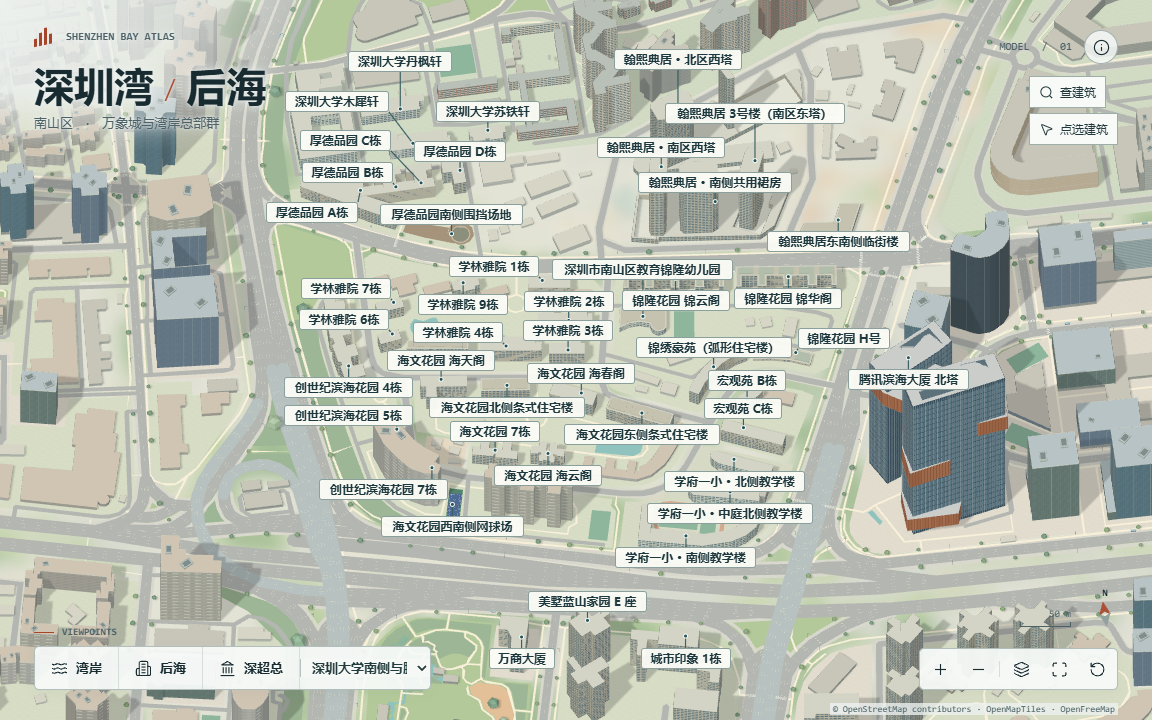 SHENZHEN BAY ATLAS
深圳湾 / 后海
南山区 · 万象城与湾岸总部群
MODEL / 01
查建筑
点选建筑
深圳大学丹枫轩
翰熙典居·北区西塔
深圳大学木犀轩
深圳大学苏铁轩
翰熙典居 3号楼（南区东塔）
厚德品园 C栋
厚德品园 D栋
翰熙典居·南区西塔
厚德品园 B栋
翰熙典居·南侧共用裙房
厚德品园 A栋
厚德品园南侧围挡场地
翰熙典居东南侧临街楼
学林雅院 1栋
深圳市南山区教育锦隆幼儿园
学林雅院 7栋
学林雅院 9栋
学林雅院 2栋
锦隆花园 锦云阁
锦隆花园 锦华阁
学林雅院 6栋
学林雅院 4栋
学林雅院 3栋
锦隆花园 H号
锦绣豪苑（弧形住宅楼）
海文花园 海天阁
海文花园 海春阁
宏观苑 B栋
腾讯滨海大厦 北塔
创世纪滨海花园 4栋
海文花园北侧条式住宅楼
宏观苑 C栋
创世纪滨海花园 5栋
海文花园 7栋
海文花园东侧条式住宅楼
海文花园 海云阁
学府一小·北侧教学楼
创世纪滨海花园 7栋
学府一小·中庭北侧教学楼
海文花园西南侧网球场
学府一小·南侧教学楼
美墅蓝山家园 E 座
万商大厦
城市印象 1栋
N
VIEWPOINTS
湾岸
后海
深超总
深圳大学南侧与
© OpenStreetMap contributors · OpenMapTiles · OpenFreeMap